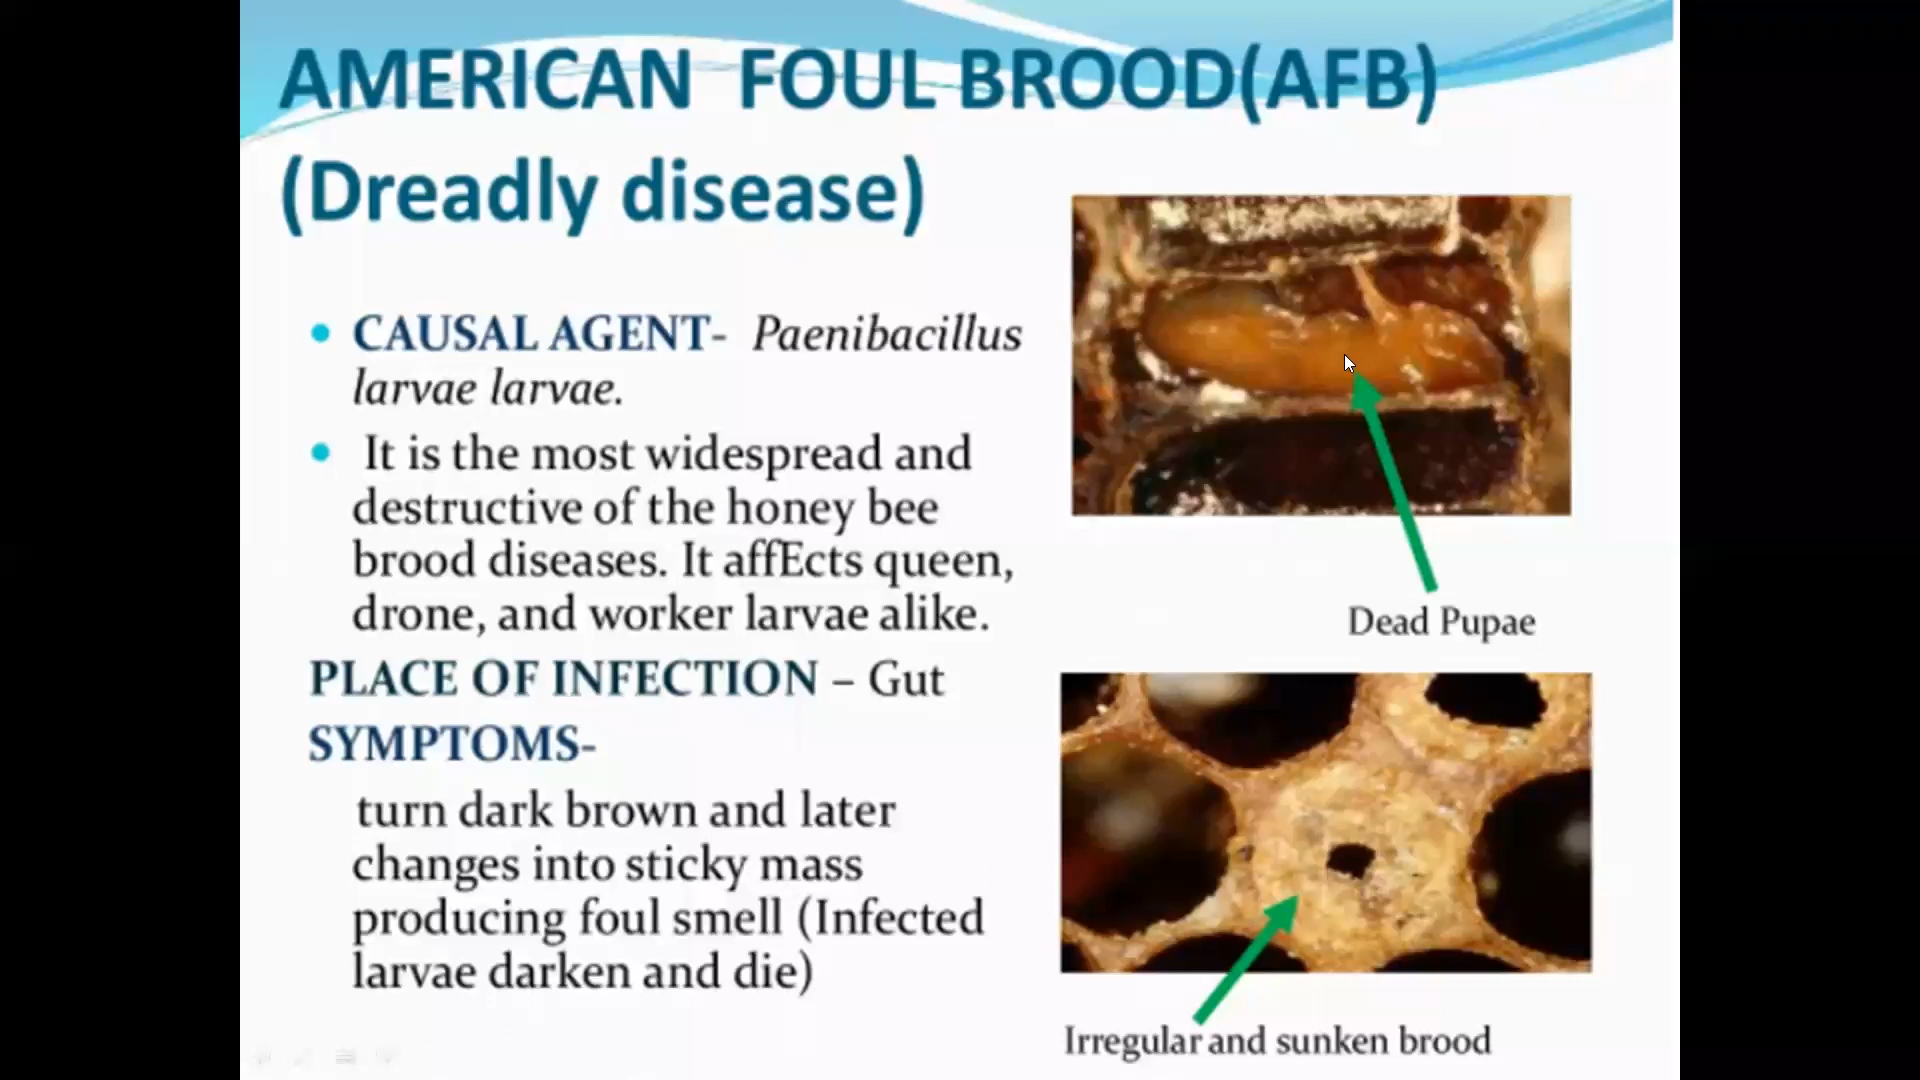 AMERICAN FOUL BROOD(AFB)
(Dreadly disease)
• CAUSAL AGENT- Paenibacillus
larvae larvae.
• It is the most widespread and
destructive of the honey bee
brood diseases. It affEcts queen,
drone, and worker larvae alike.
PLACE OF INFECTION – Gut
SYMPTOMS-
turn dark brown and later
changes into sticky mass
producing foul smell (Infected
larvae darken and die)
Dead Pupae
Irregular and sunken brood